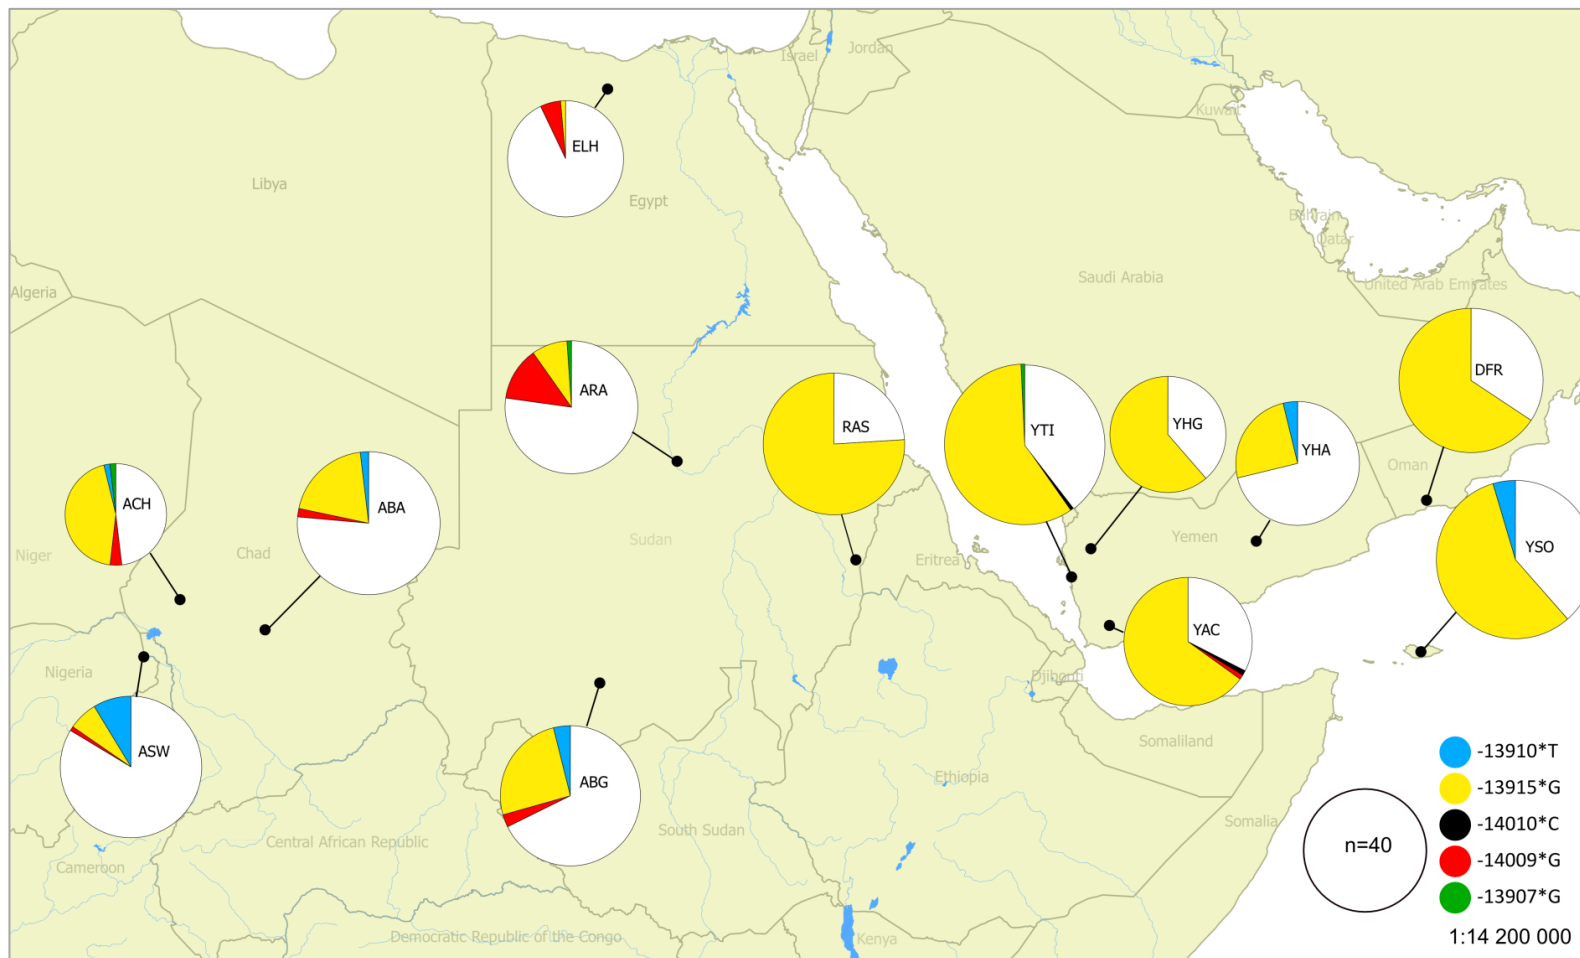 Israel
Jordan
Kuwait
ELH
Libya
Egypt
Bahrain
Qatar
Saudi Arabia
United Arab Emirates
Algeria
DFR
ARA
RAS
YTI
YHG
YHA
Oman
ACH
ABA
Niger
Chad
Sudan
Eritrea
Yemen
YSO
YAC
Nigeria
Djibouti
ASW
ABG
Somaliland
Ethiopia
Central African Republic
South Sudan
Somalia
Cameroon
Democratic Republic of the Congo
Kenya
n=40
-13910*T
-13915*G
-14010*C
-14009*G
-13907*G
1:14 200 000